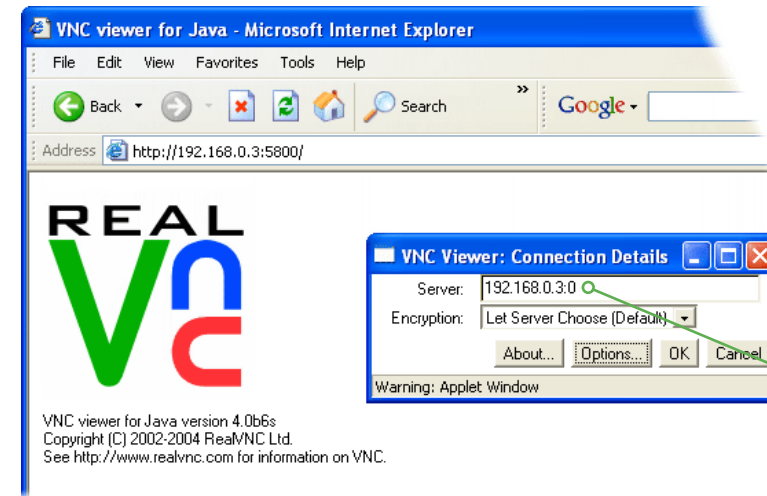 VNC viewer for Java - Microsoft Internet Explorer
File Edit View Favorites Tools Help
Back Search » Google
Address http://192.168.0.3:5800/
REAL
Vnc
VNC Viewer: Connection Details
Server: 192.168.0.3:0
Encryption: Let Server Choose (Default)
About... Options... OK Cancel
Warning: Applet Window
VNC viewer for Java version 4.0b6s
Copyright (C) 2002-2004 RealVNC Ltd.
See http://www.realvnc.com for information on VNC.